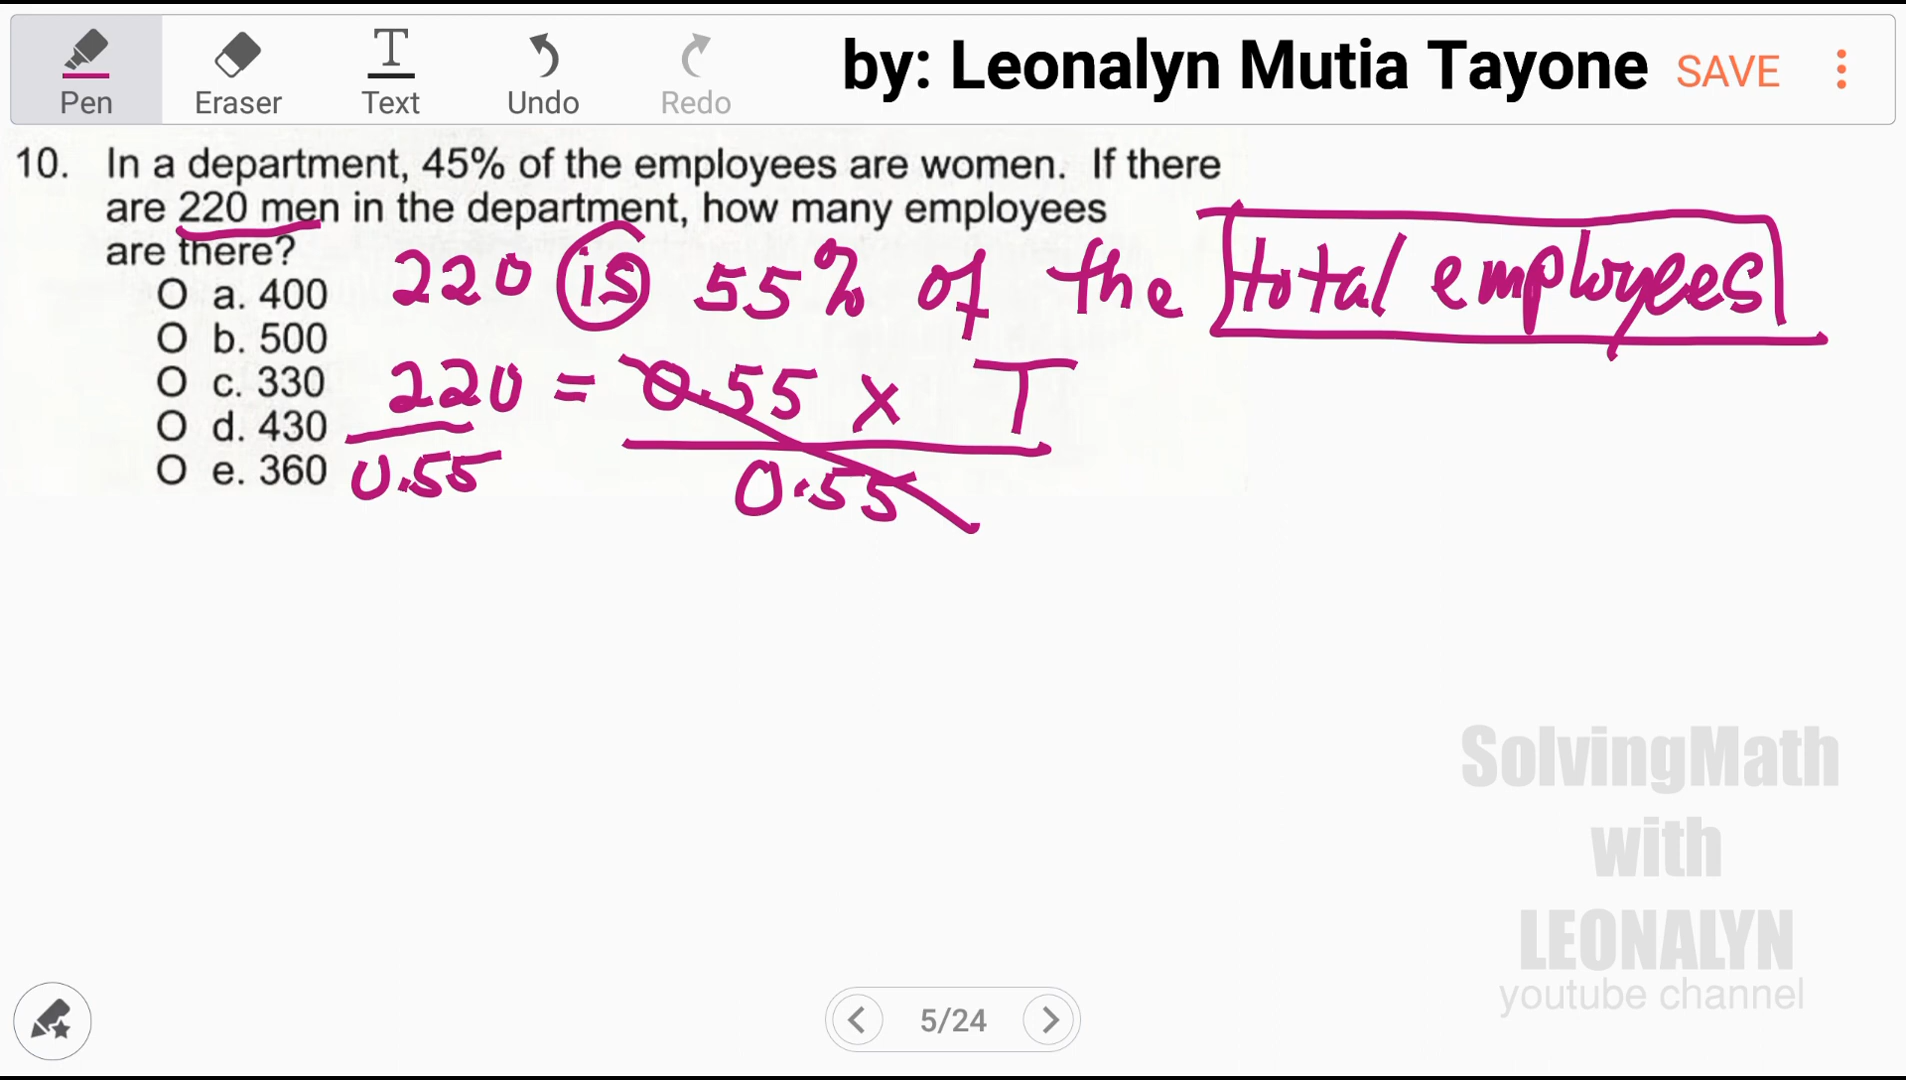 Pen Eraser Text Undo Redo by: Leonalyn Mutia Tayone SAVE
10. In a department, 45% of the employees are women. If there
are 220 men in the department, how many employees
are there?
220 is 55% of the total employees
O a. 400
O b. 500
O c. 330
O d. 430
O e. 360
220 = 0.55 x T
0.55 0.55
SolvingMath
with
LEONALYN
youtube channel
5/24